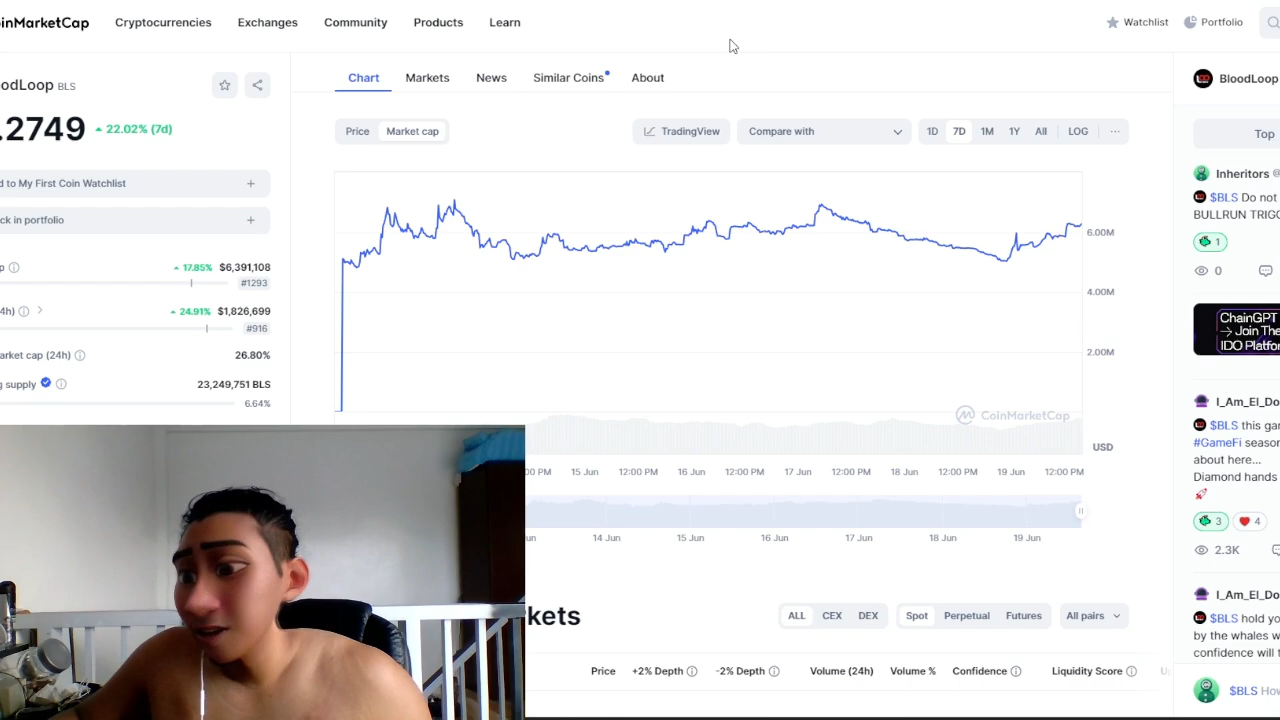 inMarketCap
Cryptocurrencies
Exchanges
Community
Products
Learn
Watchlist
Portfolio
oodLoop BLS
.2749 22.02% (7d)
d to My First Coin Watchlist +
ck in portfolio +
p 17.85% $6,391,108
#1293
4h) 24.91% $1,826,699
#916
arket cap (24h) 26.80%
g supply 23,249,751 BLS
6.64%
Chart
Markets
News
Similar Coins
About
Price
Market cap
TradingView
Compare with
1D
7D
1M
1Y
All
LOG
...
6.00M
4.00M
2.00M
CoinMarketCap
USD
00 PM
15 Jun
12:00 PM
16 Jun
12:00 PM
17 Jun
12:00 PM
18 Jun
12:00 PM
19 Jun
12:00 PM
un
14 Jun
15 Jun
16 Jun
17 Jun
18 Jun
19 Jun
kets
ALL
CEX
DEX
Spot
Perpetual
Futures
All pairs
Price
+2% Depth
-2% Depth
Volume (24h)
Volume %
Confidence
Liquidity Score
BloodLoop
Top
Inheritors @
$BLS Do not
BULLRUN TRIGG
1
0
ChainGPT
→ Join The
IDO Platform
I_Am_El_Do
$BLS this gam
#GameFi season
about here...
Diamond hands
3
4
2.3K
I_Am_El_Do
$BLS hold yo
by the whales w
confidence will t
$BLS How